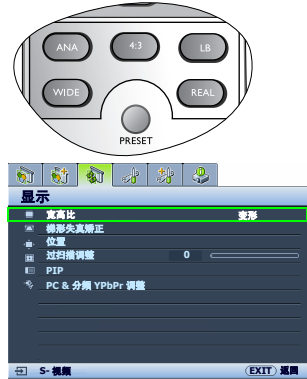 ANA
4:3
LB
WIDE
REAL
PRESET
显示
宽高比 变形
梯形失真矫正
位置
过扫描调整 0
PIP
PC & 分频 YPbPr 调整
S- 视频 EXIT 返回